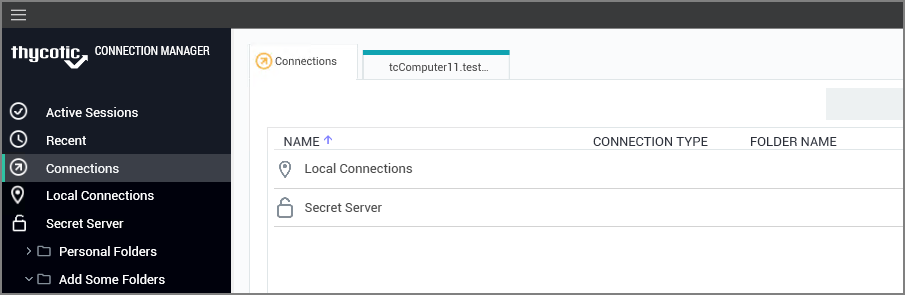 thycotic CONNECTION MANAGER
Active Sessions
Recent
Connections
Local Connections
Secret Server
Personal Folders
Add Some Folders
Connections
tcComputer11.test...
NAME CONNECTION TYPE FOLDER NAME
Local Connections
Secret Server